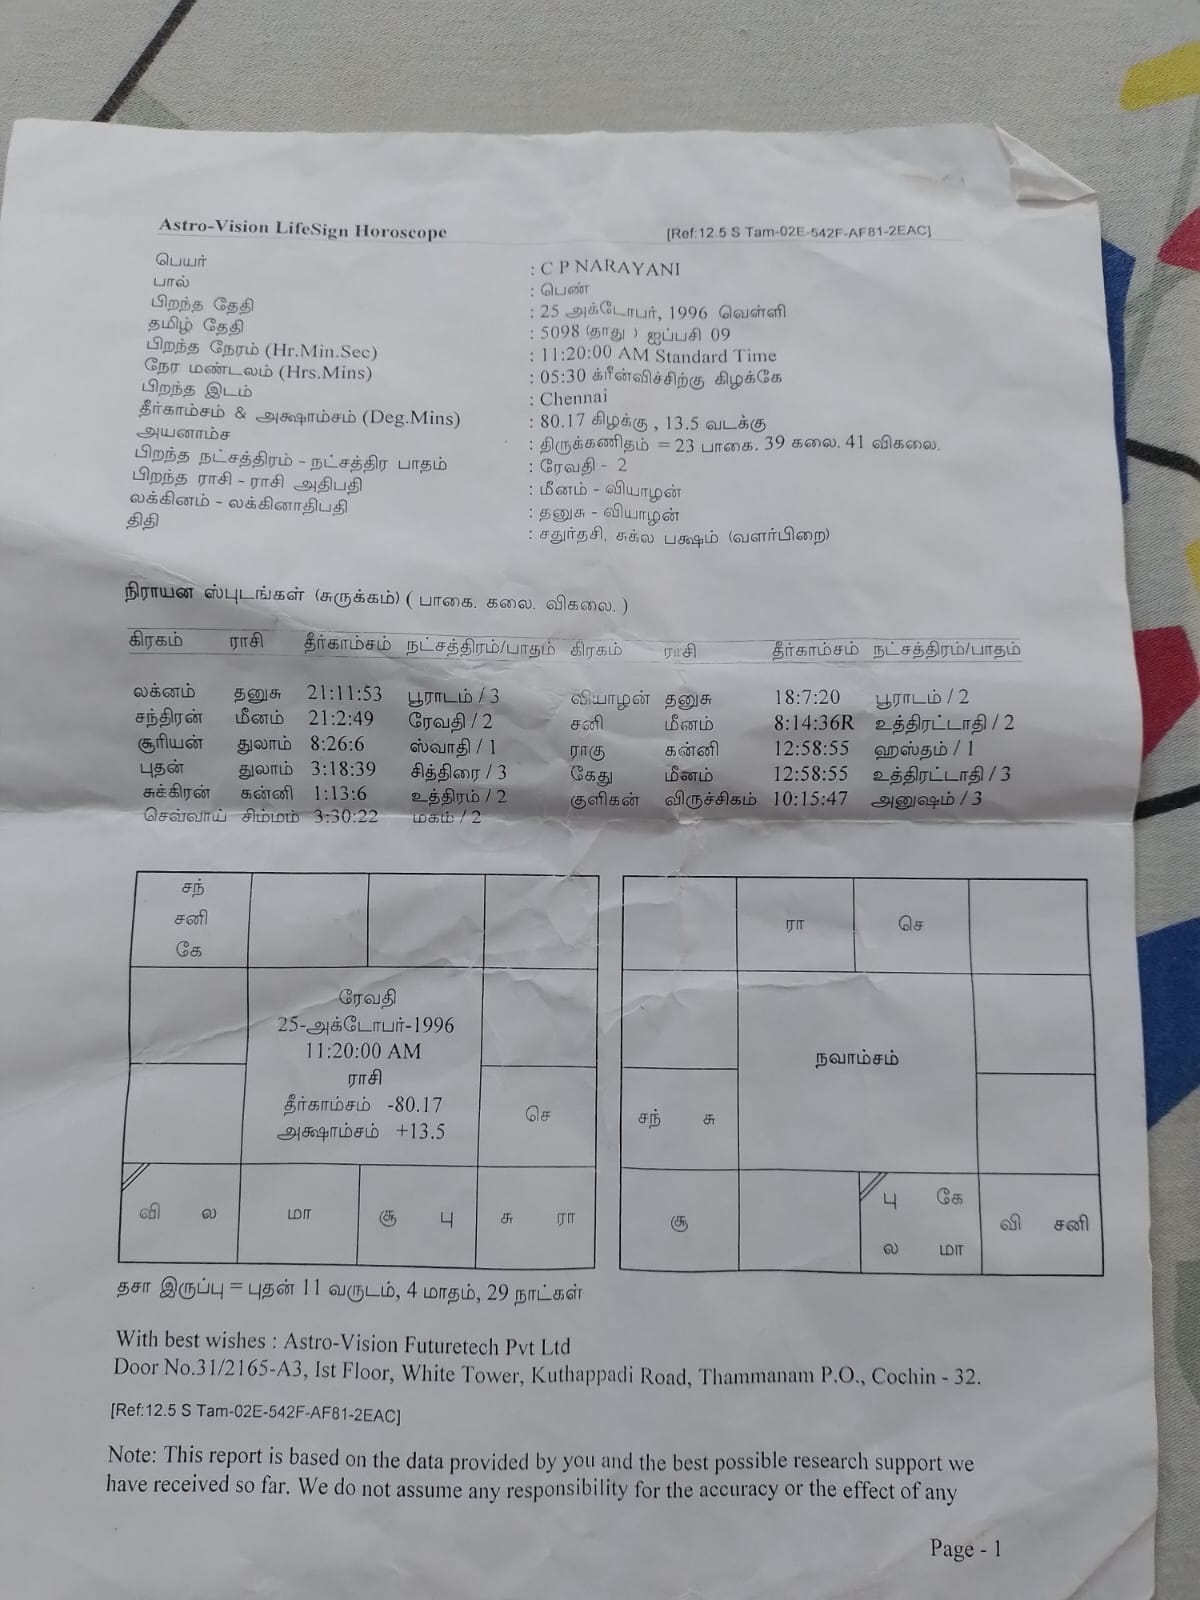 Astro-Vision LifeSign Horoscope [Ref:12.5 S Tam-02E-542F-AF81-2EAC]
பெயர் : C P NARAYANI
பால் : பெண்
பிறந்த தேதி : 25 அக்டோபர், 1996 வெள்ளி
தமிழ் தேதி : 5098 (தாது ) ஐப்பசி 09
பிறந்த நேரம் (Hr.Min.Sec) : 11:20:00 AM Standard Time
நேர மண்டலம் (Hrs.Mins) : 05:30 க்ரீன்விச்சிற்கு கிழக்கே
பிறந்த இடம் : Chennai
தீர்காம்சம் & அக்ஷாம்சம் (Deg.Mins) : 80.17 கிழக்கு , 13.5 வடக்கு
அயனாம்ச : திருக்கணிதம் = 23 பாகை. 39 கலை. 41 விகலை.
பிறந்த நட்சத்திரம் - நட்சத்திர பாதம் : ரேவதி - 2
பிறந்த ராசி - ராசி அதிபதி : மீனம் - வியாழன்
லக்கினம் - லக்கினாதிபதி : தனுசு - வியாழன்
திதி : சதுர்தசி, சுக்ல பக்ஷம் (வளர்பிறை)
நிராயன ஸ்புடங்கள் (சுருக்கம்) ( பாகை. கலை. விகலை. )
கிரகம் ராசி தீர்காம்சம் நட்சத்திரம்/பாதம் கிரகம் ராசி தீர்காம்சம் நட்சத்திரம்/பாதம்
லக்னம் தனுசு 21:11:53 பூராடம் / 3 வியாழன் தனுசு 18:7:20 பூராடம் / 2
சந்திரன் மீனம் 21:2:49 ரேவதி / 2 சனி மீனம் 8:14:36R உத்திரட்டாதி / 2
சூரியன் துலாம் 8:26:6 ஸ்வாதி / 1 ராகு கன்னி 12:58:55 ஹஸ்தம் / 1
புதன் துலாம் 3:18:39 சித்திரை / 3 கேது மீனம் 12:58:55 உத்திரட்டாதி / 3
சுக்கிரன் கன்னி 1:13:6 உத்திரம் / 2 குளிகன் விருச்சிகம் 10:15:47 அனுஷம் / 3
செவ்வாய் சிம்மம் 3:30:22 மகம் / 2
சந்
சனி
கே
ரேவதி
25-அக்டோபர்-1996
11:20:00 AM
ராசி
தீர்காம்சம் -80.17
அக்ஷாம்சம் +13.5
செ
வி ல
மா
சூ பு
சு ரா
ரா
செ
நவாம்சம்
சந் சு
சூ
பு கே
ல மா
வி சனி
தசா இருப்பு = புதன் 11 வருடம், 4 மாதம், 29 நாட்கள்
With best wishes : Astro-Vision Futuretech Pvt Ltd
Door No.31/2165-A3, Ist Floor, White Tower, Kuthappadi Road, Thammanam P.O., Cochin - 32.
[Ref:12.5 S Tam-02E-542F-AF81-2EAC]
Note: This report is based on the data provided by you and the best possible research support we
have received so far. We do not assume any responsibility for the accuracy or the effect of any
Page - 1